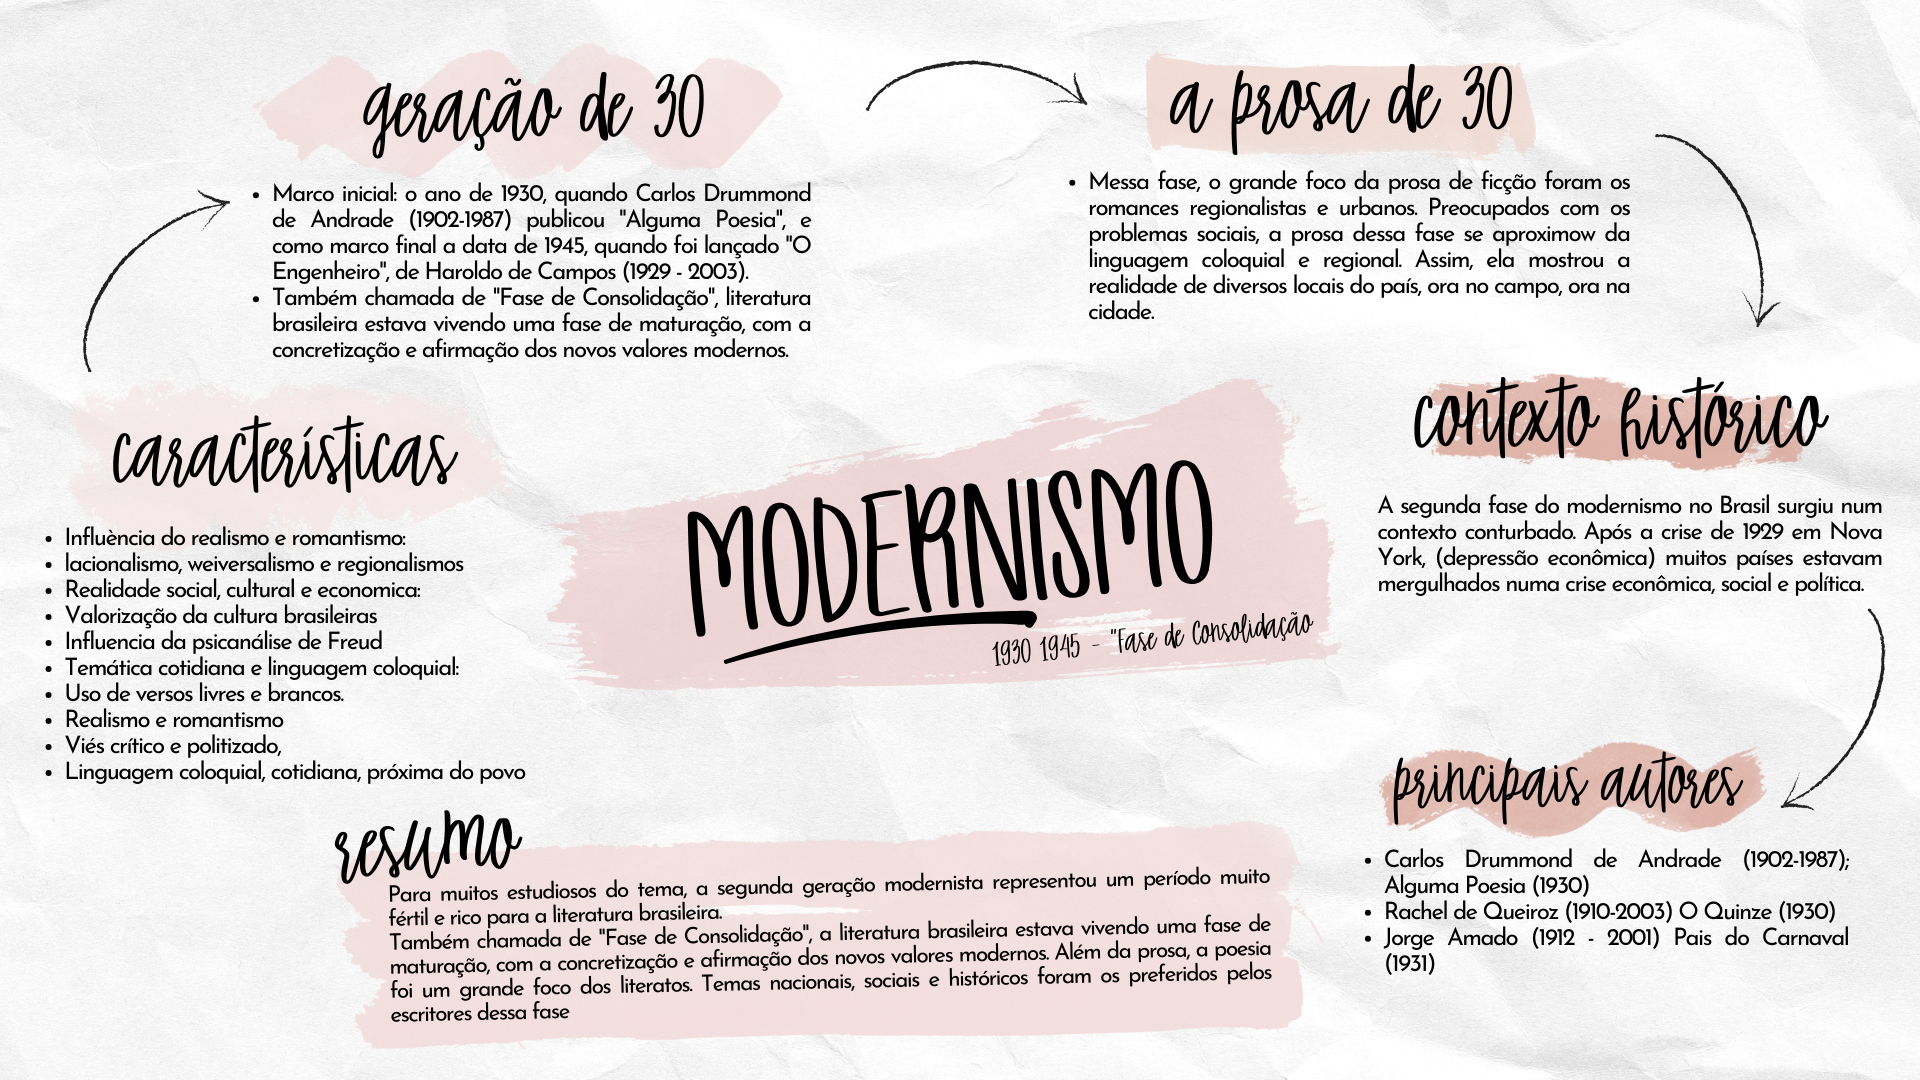 geração de 30
• Marco inicial: o ano de 1930, quando Carlos Drummond
de Andrade (1902-1987) publicou "Alguma Poesia", e
como marco final a data de 1945, quando foi lançado "O
Engenheiro", de Haroldo de Campos (1929 - 2003).
• Também chamada de "Fase de Consolidação", literatura
brasileira estava vivendo uma fase de maturação, com a
concretização e afirmação dos novos valores modernos.
a prosa de 30
• Messa fase, o grande foco da prosa de ficção foram os
romances regionalistas e urbanos. Preocupados com os
problemas sociais, a prosa dessa fase se aproximow da
linguagem coloquial e regional. Assim, ela mostrou a
realidade de diversos locais do país, ora no campo, ora na
cidade.
características
• Influència do realismo e romantismo:
• lacionalismo, weiversalismo e regionalismos
• Realidade social, cultural e economica:
• Valorização da cultura brasileiras
• Influencia da psicanálise de Freud
• Temática cotidiana e linguagem coloquial:
• Uso de versos livres e brancos.
• Realismo e romantismo
• Viés crítico e politizado,
• Linguagem coloquial, cotidiana, próxima do povo
MODERNISMO
1930 1945 - "Fase de Consolidação
contexto histórico
A segunda fase do modernismo no Brasil surgiu num
contexto conturbado. Após a crise de 1929 em Nova
York, (depressão econômica) muitos países estavam
mergulhados numa crise econômica, social e política.
principais autores
• Carlos Drummond de Andrade (1902-1987);
Alguma Poesia (1930)
• Rachel de Queiroz (1910-2003) O Quinze (1930)
• Jorge Amado (1912 - 2001) Pais do Carnaval
(1931)
resumo
Para muitos estudiosos do tema, a segunda geração modernista representou um período muito
fértil e rico para a literatura brasileira.
Também chamada de "Fase de Consolidação", a literatura brasileira estava vivendo uma fase de
maturação, com a concretização e afirmação dos novos valores modernos. Além da prosa, a poesia
foi um grande foco dos literatos. Temas nacionais, sociais e históricos foram os preferidos pelos
escritores dessa fase